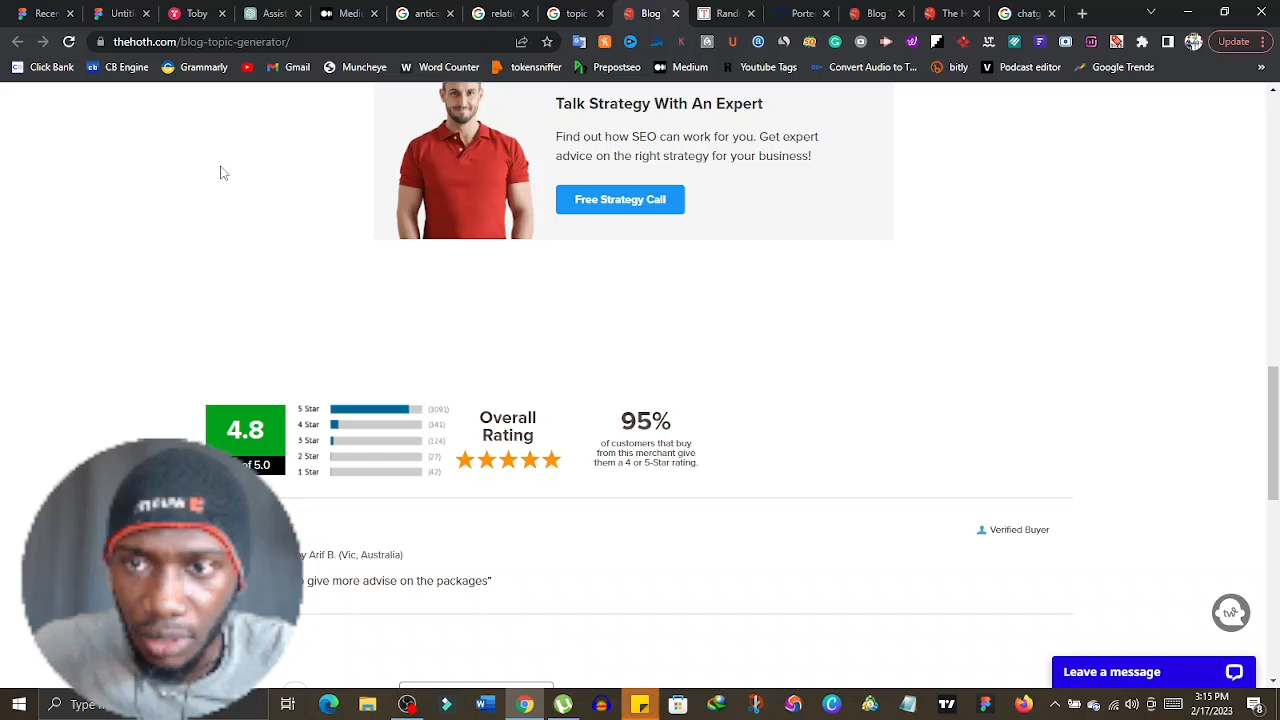 Recen
Untitl
Toby
Assist
Medi
antic
relati
topic
Blog
Rand
Porte
Blog
The H
chatg
thehoth.com/blog-topic-generator/
Update
Click Bank
CB Engine
Grammarly
Gmail
Muncheye
Word Counter
tokensniffer
Prepostseo
Medium
Youtube Tags
Convert Audio to T...
bitty
Podcast editor
Google Trends
Talk Strategy With An Expert
Find out how SEO can work for you. Get expert
advice on the right strategy for your business!
Free Strategy Call
4.8
of 5.0
5 Star (3091)
4 Star (341)
3 Star (124)
2 Star (27)
1 Star (42)
Overall
Rating
95%
of customers that buy
from this merchant give
them a 4 or 5-Star rating.
Verified Buyer
y Arif B. (Vic, Australia)
give more advise on the packages"
Leave a message
3:15 PM
2/17/2023